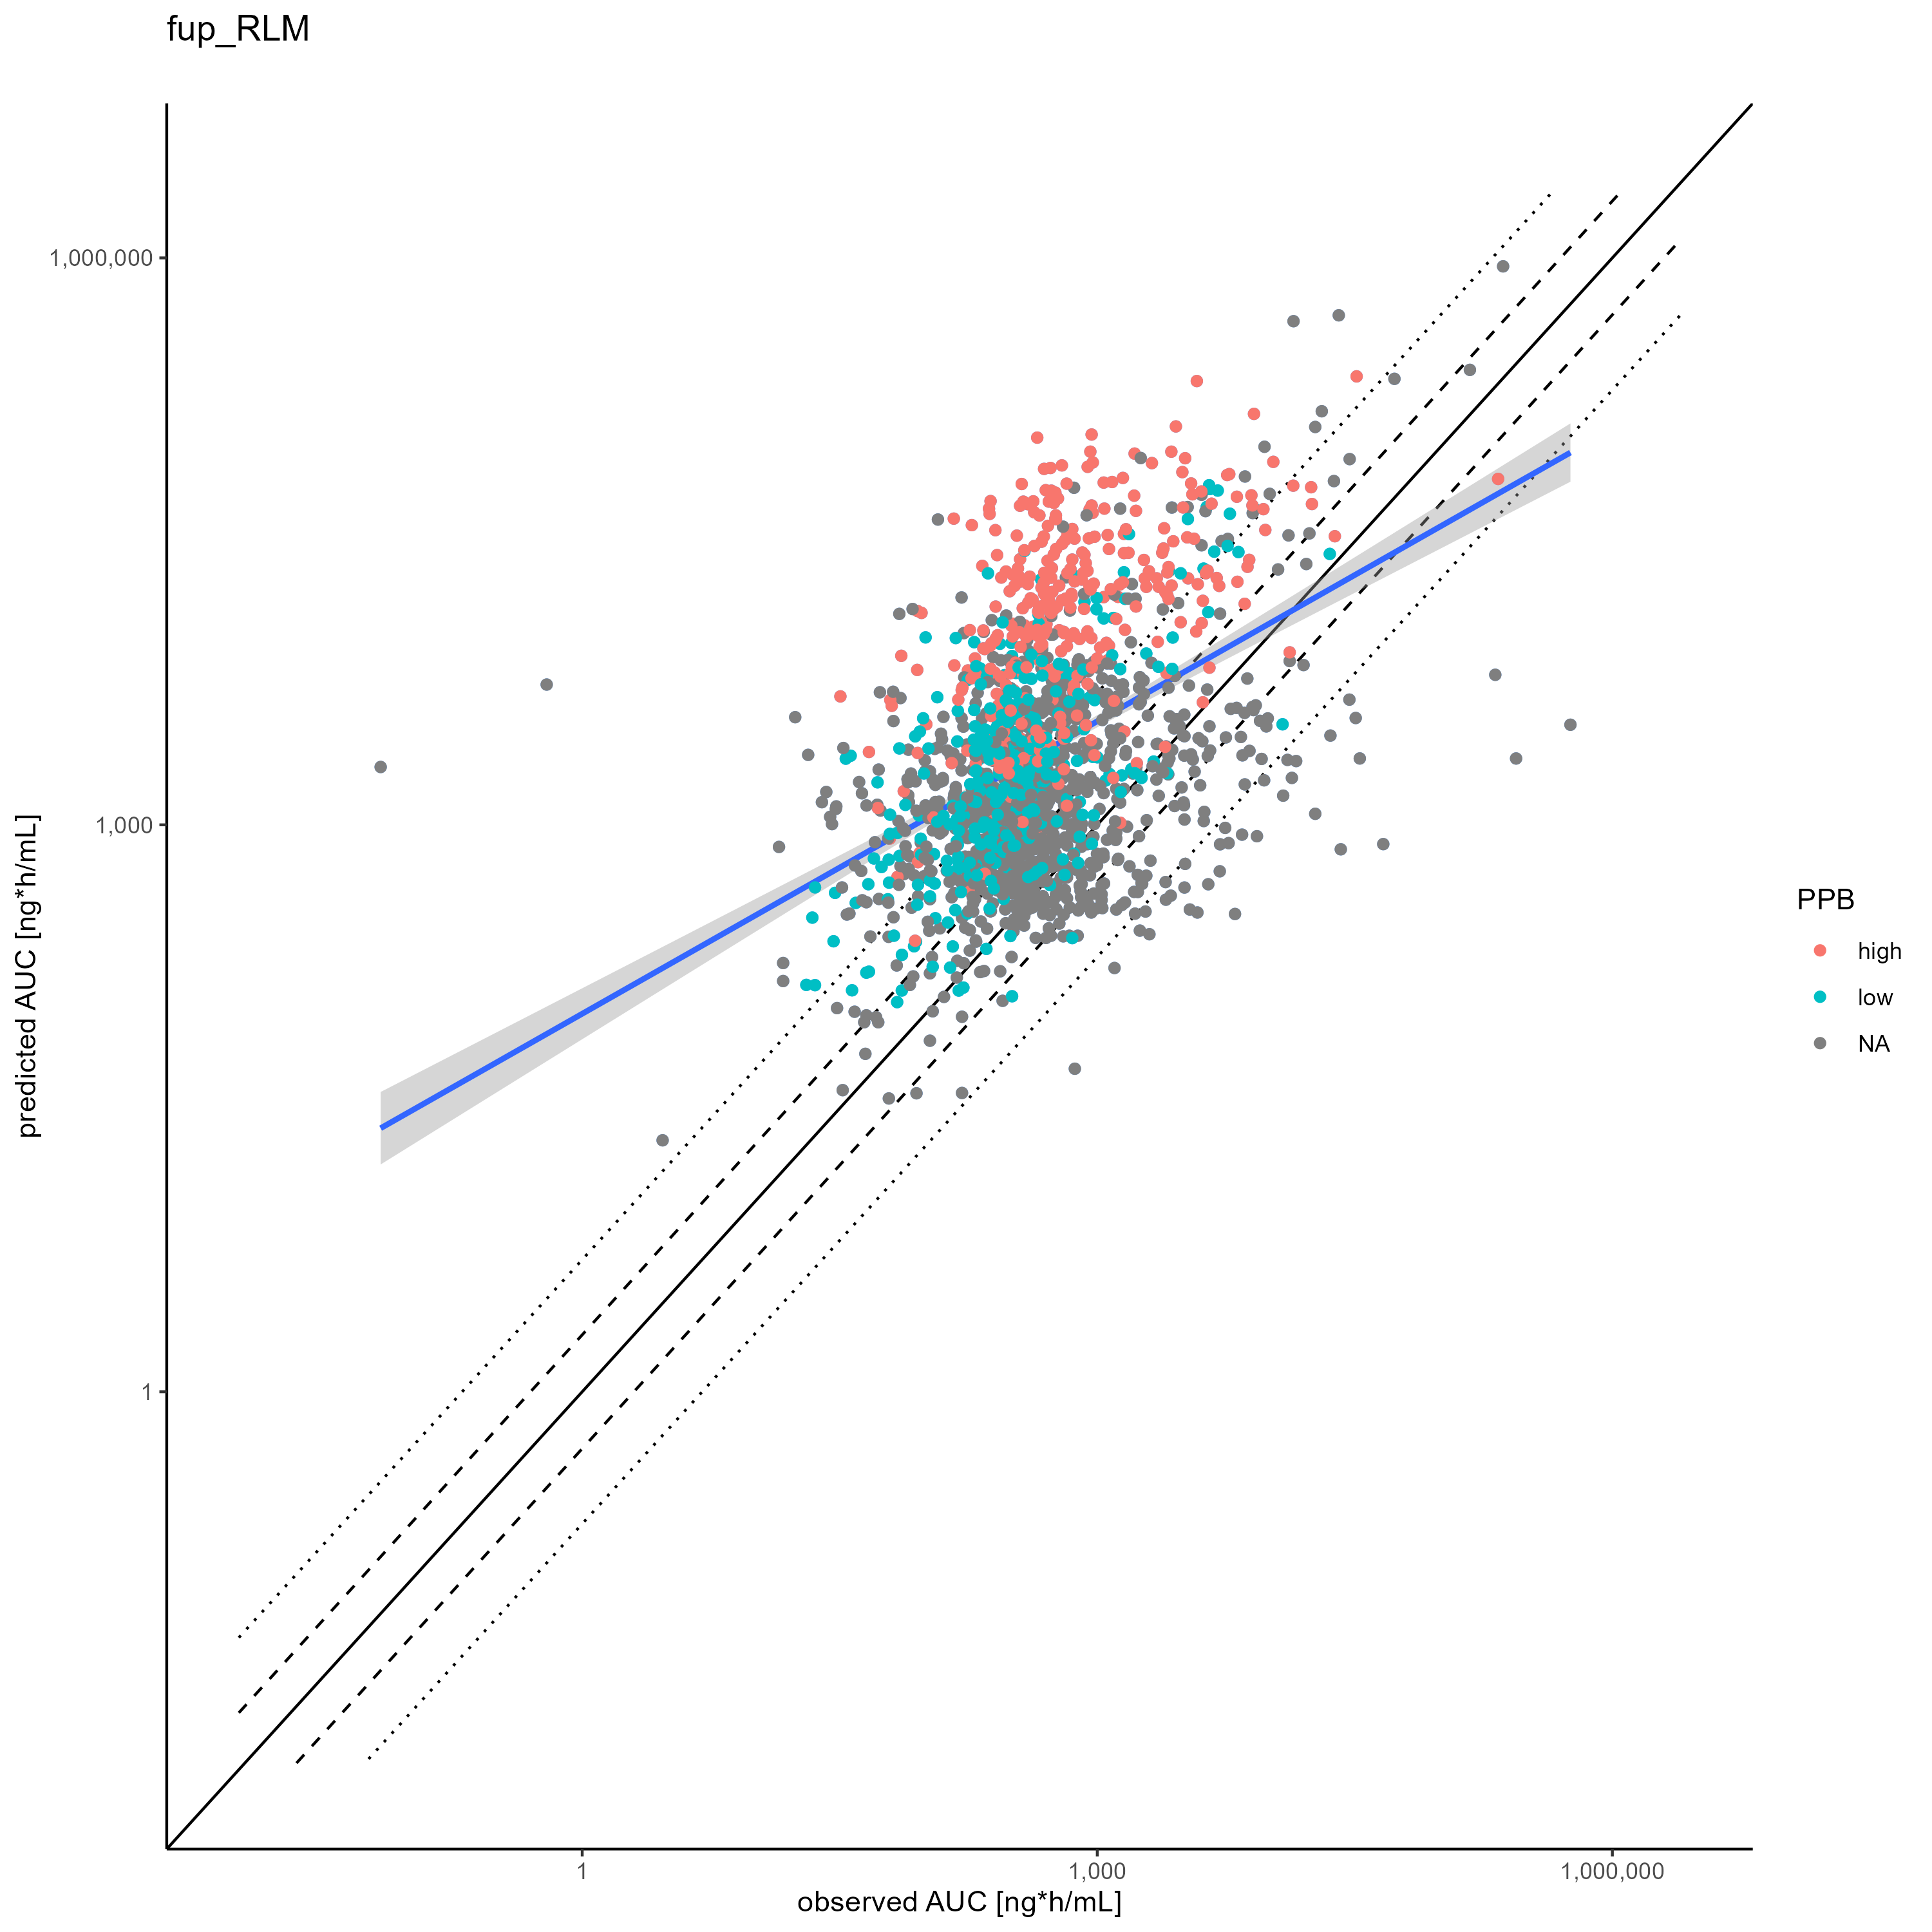 fup_RLM
1,000,000
1,000
1
predicted AUC [ng*h/mL]
1
1,000
1,000,000
observed AUC [ng*h/mL]
PPB
high
low
NA